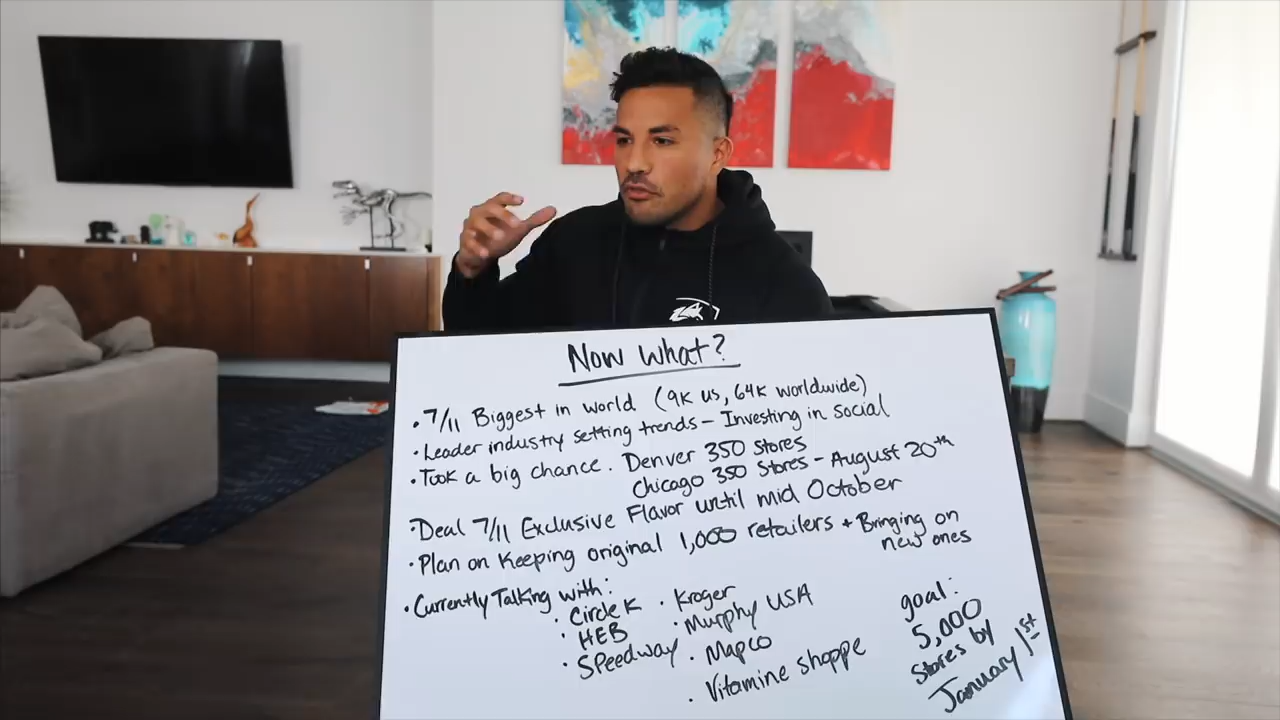 Now what?
• 7/11 Biggest in world (9K US, 64K worldwide)
• Leader industry setting trends - Investing in social
• Took a big chance. Denver 350 stores
Chicago 350 Stores - August 20th
• Deal 7/11 Exclusive Flavor until mid October
• Plan on Keeping original 1,000 retailers + Bringing on
new ones
• Currently Talking with:
• Circle K
• HEB
• Speedway
• Kroger
• Murphy USA
• Mapco
• Vitamine shoppe
goal:
5,000
stores by
January 1st